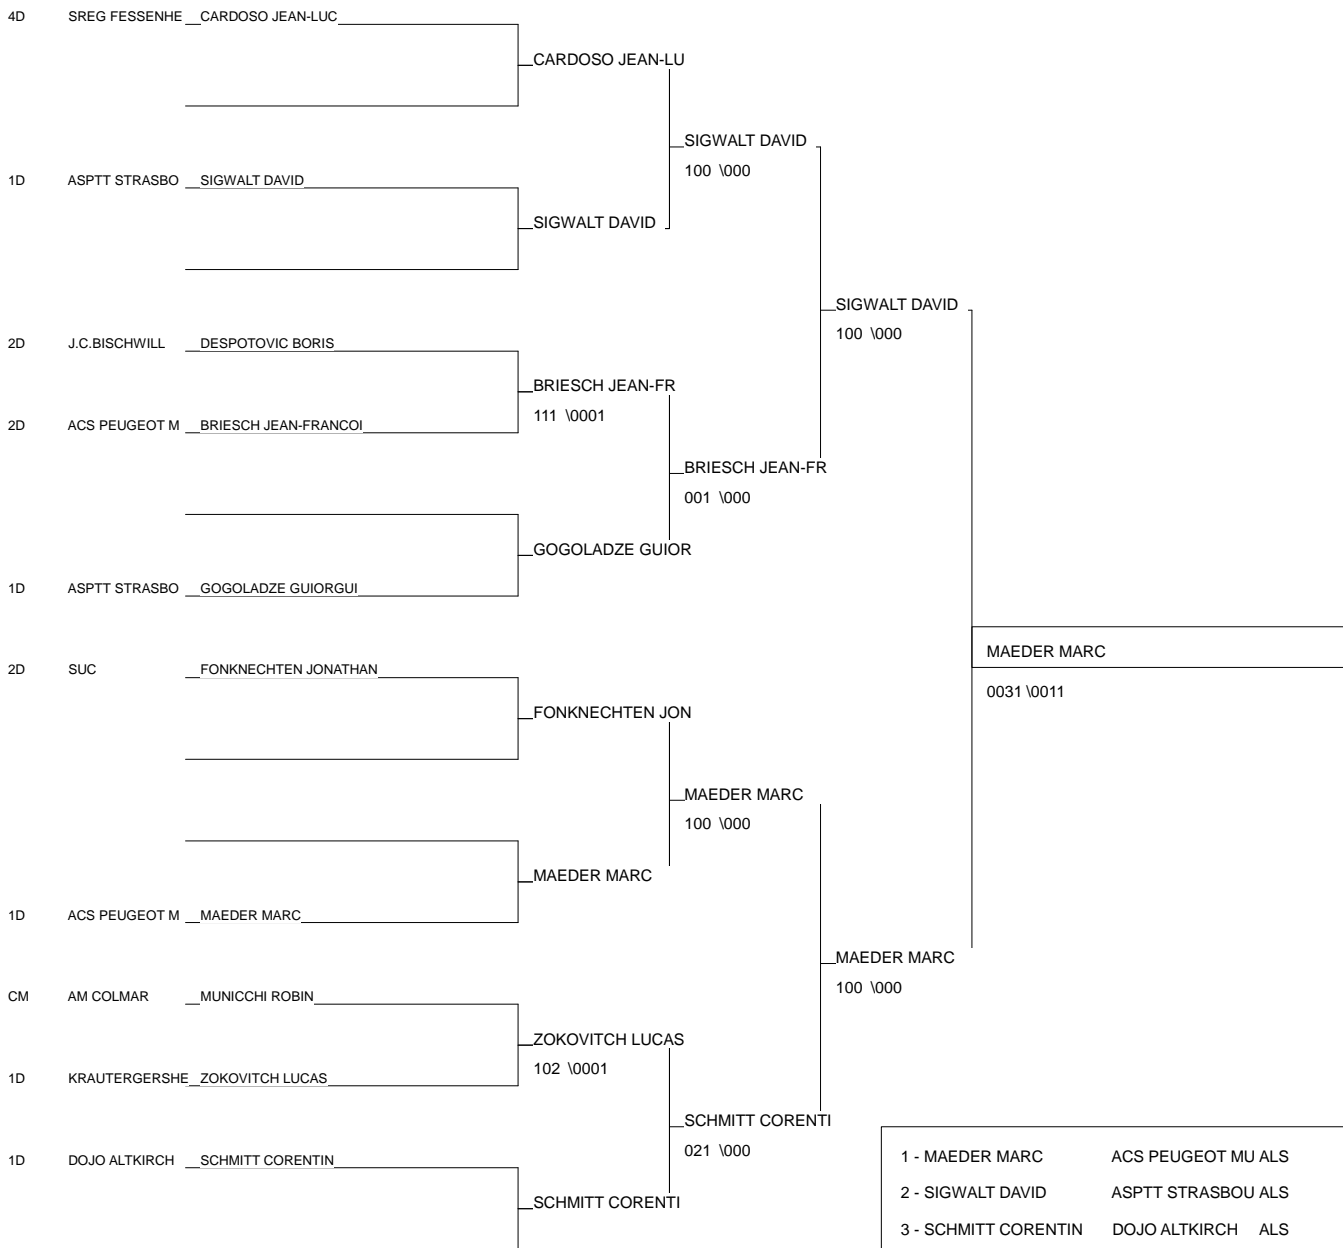 4D SREG FESSENHE CARDOSO JEAN-LUC
CARDOSO JEAN-LU
SIGWALT DAVID
100 \000
1D ASPTT STRASBO SIGWALT DAVID
SIGWALT DAVID
SIGWALT DAVID
100 \000
2D J.C.BISCHWILL DESPOTOVIC BORIS
BRIESCH JEAN-FR
111 \0001
2D ACS PEUGEOT M BRIESCH JEAN-FRANCOI
BRIESCH JEAN-FR
001 \000
GOGOLADZE GUIOR
1D ASPTT STRASBO GOGOLADZE GUIORGUI
MAEDER MARC
0031 \0011
2D SUC FONKNECHTEN JONATHAN
FONKNECHTEN JON
MAEDER MARC
100 \000
MAEDER MARC
1D ACS PEUGEOT M MAEDER MARC
MAEDER MARC
100 \000
CM AM COLMAR MUNICCHI ROBIN
ZOKOVITCH LUCAS
102 \0001
1D KRAUTERGERSHE ZOKOVITCH LUCAS
SCHMITT CORENTI
021 \000
1D DOJO ALTKIRCH SCHMITT CORENTIN
SCHMITT CORENTI
1 - MAEDER MARC ACS PEUGEOT MU ALS
2 - SIGWALT DAVID ASPTT STRASBOU ALS
3 - SCHMITT CORENTIN DOJO ALTKIRCH ALS